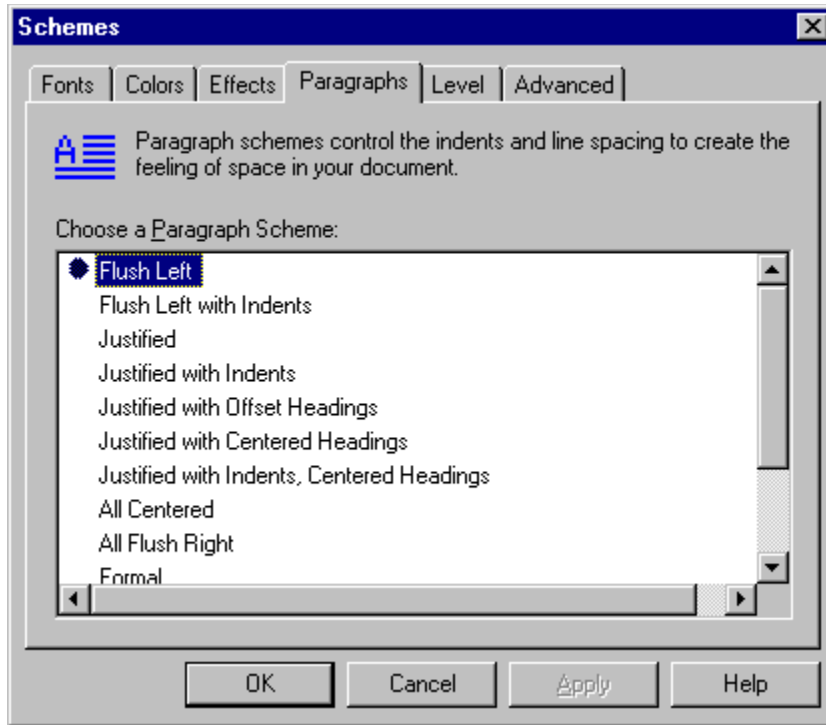 Schemes
Fonts
Colors
Effects
Paragraphs
Level
Advanced
Paragraph schemes control the indents and line spacing to create the
feeling of space in your document.
Choose a Paragraph Scheme:
Flush Left
Flush Left with Indents
Justified
Justified with Indents
Justified with Offset Headings
Justified with Centered Headings
Justified with Indents, Centered Headings
All Centered
All Flush Right
Formal
OK
Cancel
Apply
Help